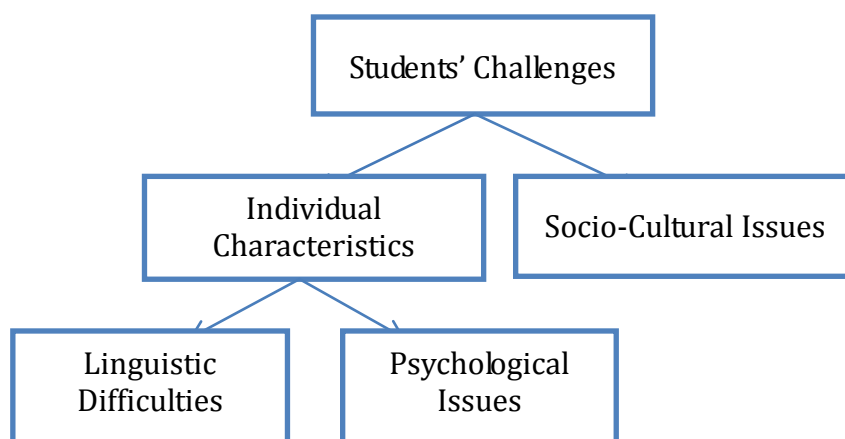 Students’ Challenges
Individual
Characteristics
Socio-Cultural Issues
Linguistic
Difficulties
Psychological
Issues